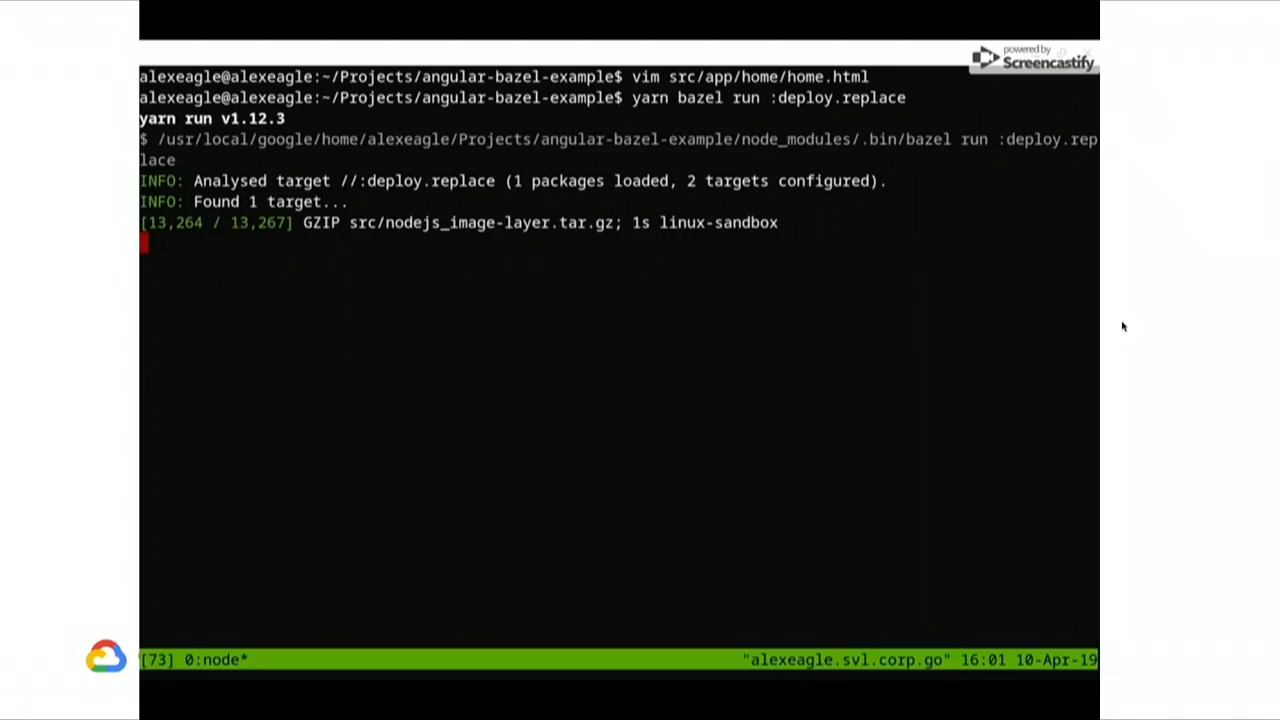 powered by
Screencastify
alexeagle@alexeagle:~/Projects/angular-bazel-example$ vim src/app/home/home.html
alexeagle@alexeagle:~/Projects/angular-bazel-example$ yarn bazel run :deploy.replace
yarn run v1.12.3
$ /usr/local/google/home/alexeagle/Projects/angular-bazel-example/node_modules/.bin/bazel run :deploy.rep
lace
INFO: Analysed target //:deploy.replace (1 packages loaded, 2 targets configured).
INFO: Found 1 target...
[13,264 / 13,267] GZIP src/nodejs_image-layer.tar.gz; 1s linux-sandbox
[73] 0:node* "alexeagle.svl.corp.go" 16:01 10-Apr-19